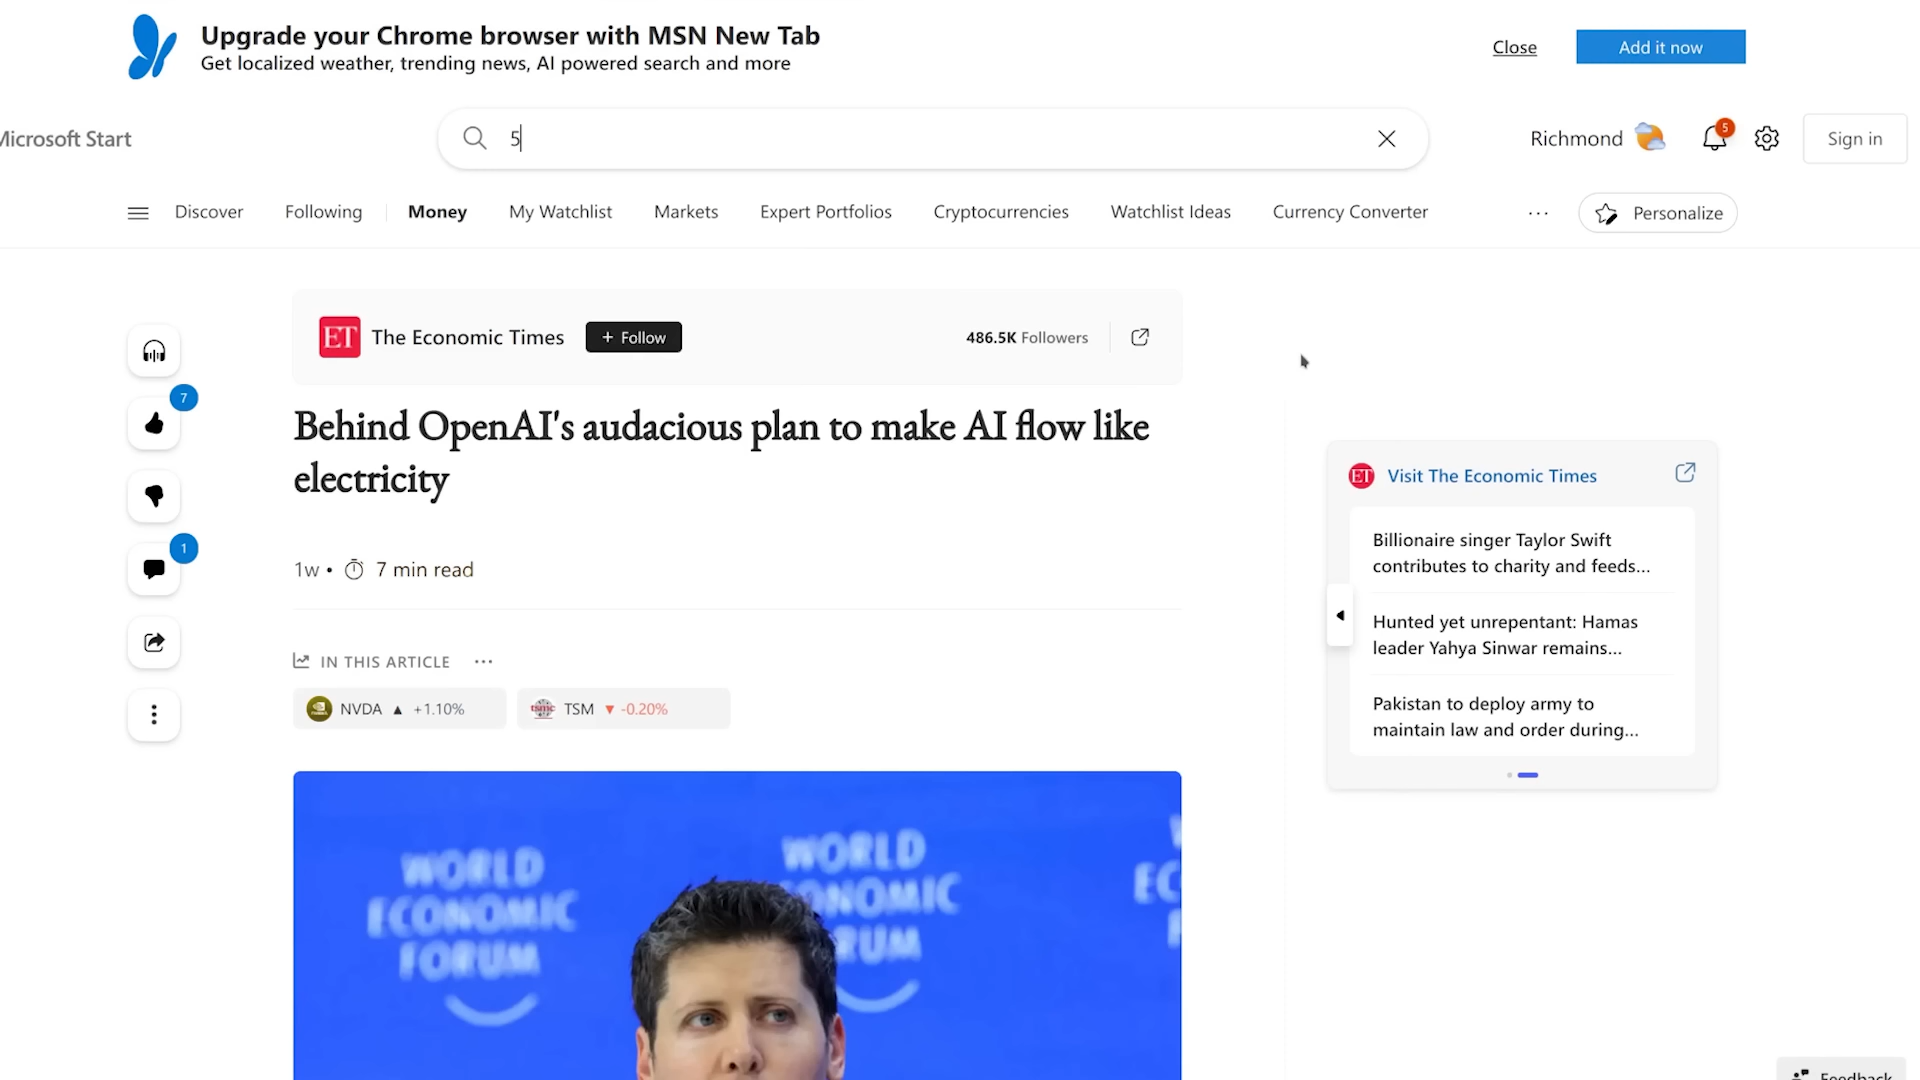 Upgrade your Chrome browser with MSN New Tab
Get localized weather, trending news, AI powered search and more
Close
Add it now
Microsoft Start
5
Richmond
5
Sign in
Discover
Following
Money
My Watchlist
Markets
Expert Portfolios
Cryptocurrencies
Watchlist Ideas
Currency Converter
...
Personalize
ET
The Economic Times
+ Follow
486.5K Followers
7
Behind OpenAI's audacious plan to make AI flow like
electricity
1w • 7 min read
1
IN THIS ARTICLE ...
NVDA ▲ +1.10%
tsmc
TSM ▼ -0.20%
ET
Visit The Economic Times
Billionaire singer Taylor Swift
contributes to charity and feeds...
Hunted yet unrepentant: Hamas
leader Yahya Sinwar remains...
Pakistan to deploy army to
maintain law and order during...
WORLD
ECONOMIC
FORUM
WORLD
ECONOMIC
FORUM
EC
Feedback